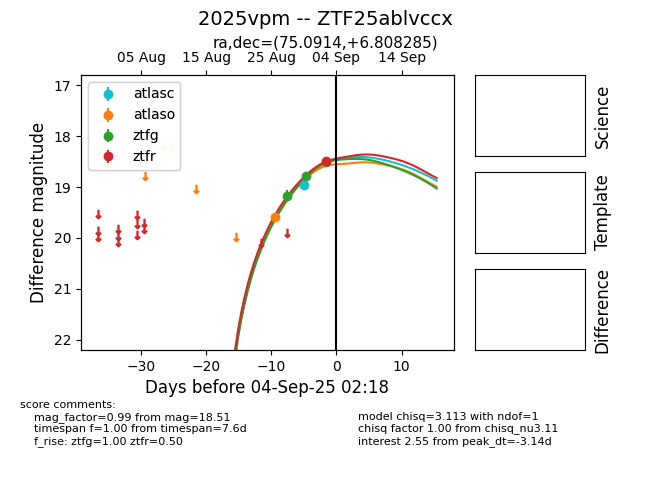 2025vpm -- ZTF25ablvccx
ra,dec=(75.0914,+6.808285)
05 Aug 15 Aug 25 Aug 04 Sep 14 Sep
atlasc
atlaso
ztfg
ztfr
17
18
19
20
21
22
Difference magnitude
−30 −20 −10 0 10
Days before 04-Sep-25 02:18
Science
Template
Difference
score comments:
mag_factor=0.99 from mag=18.51
timespan f=1.00 from timespan=7.6d
f_rise: ztfg=1.00 ztfr=0.50
model chisq=3.113 with ndof=1
chisq factor 1.00 from chisq_nu3.11
interest 2.55 from peak_dt=-3.14d